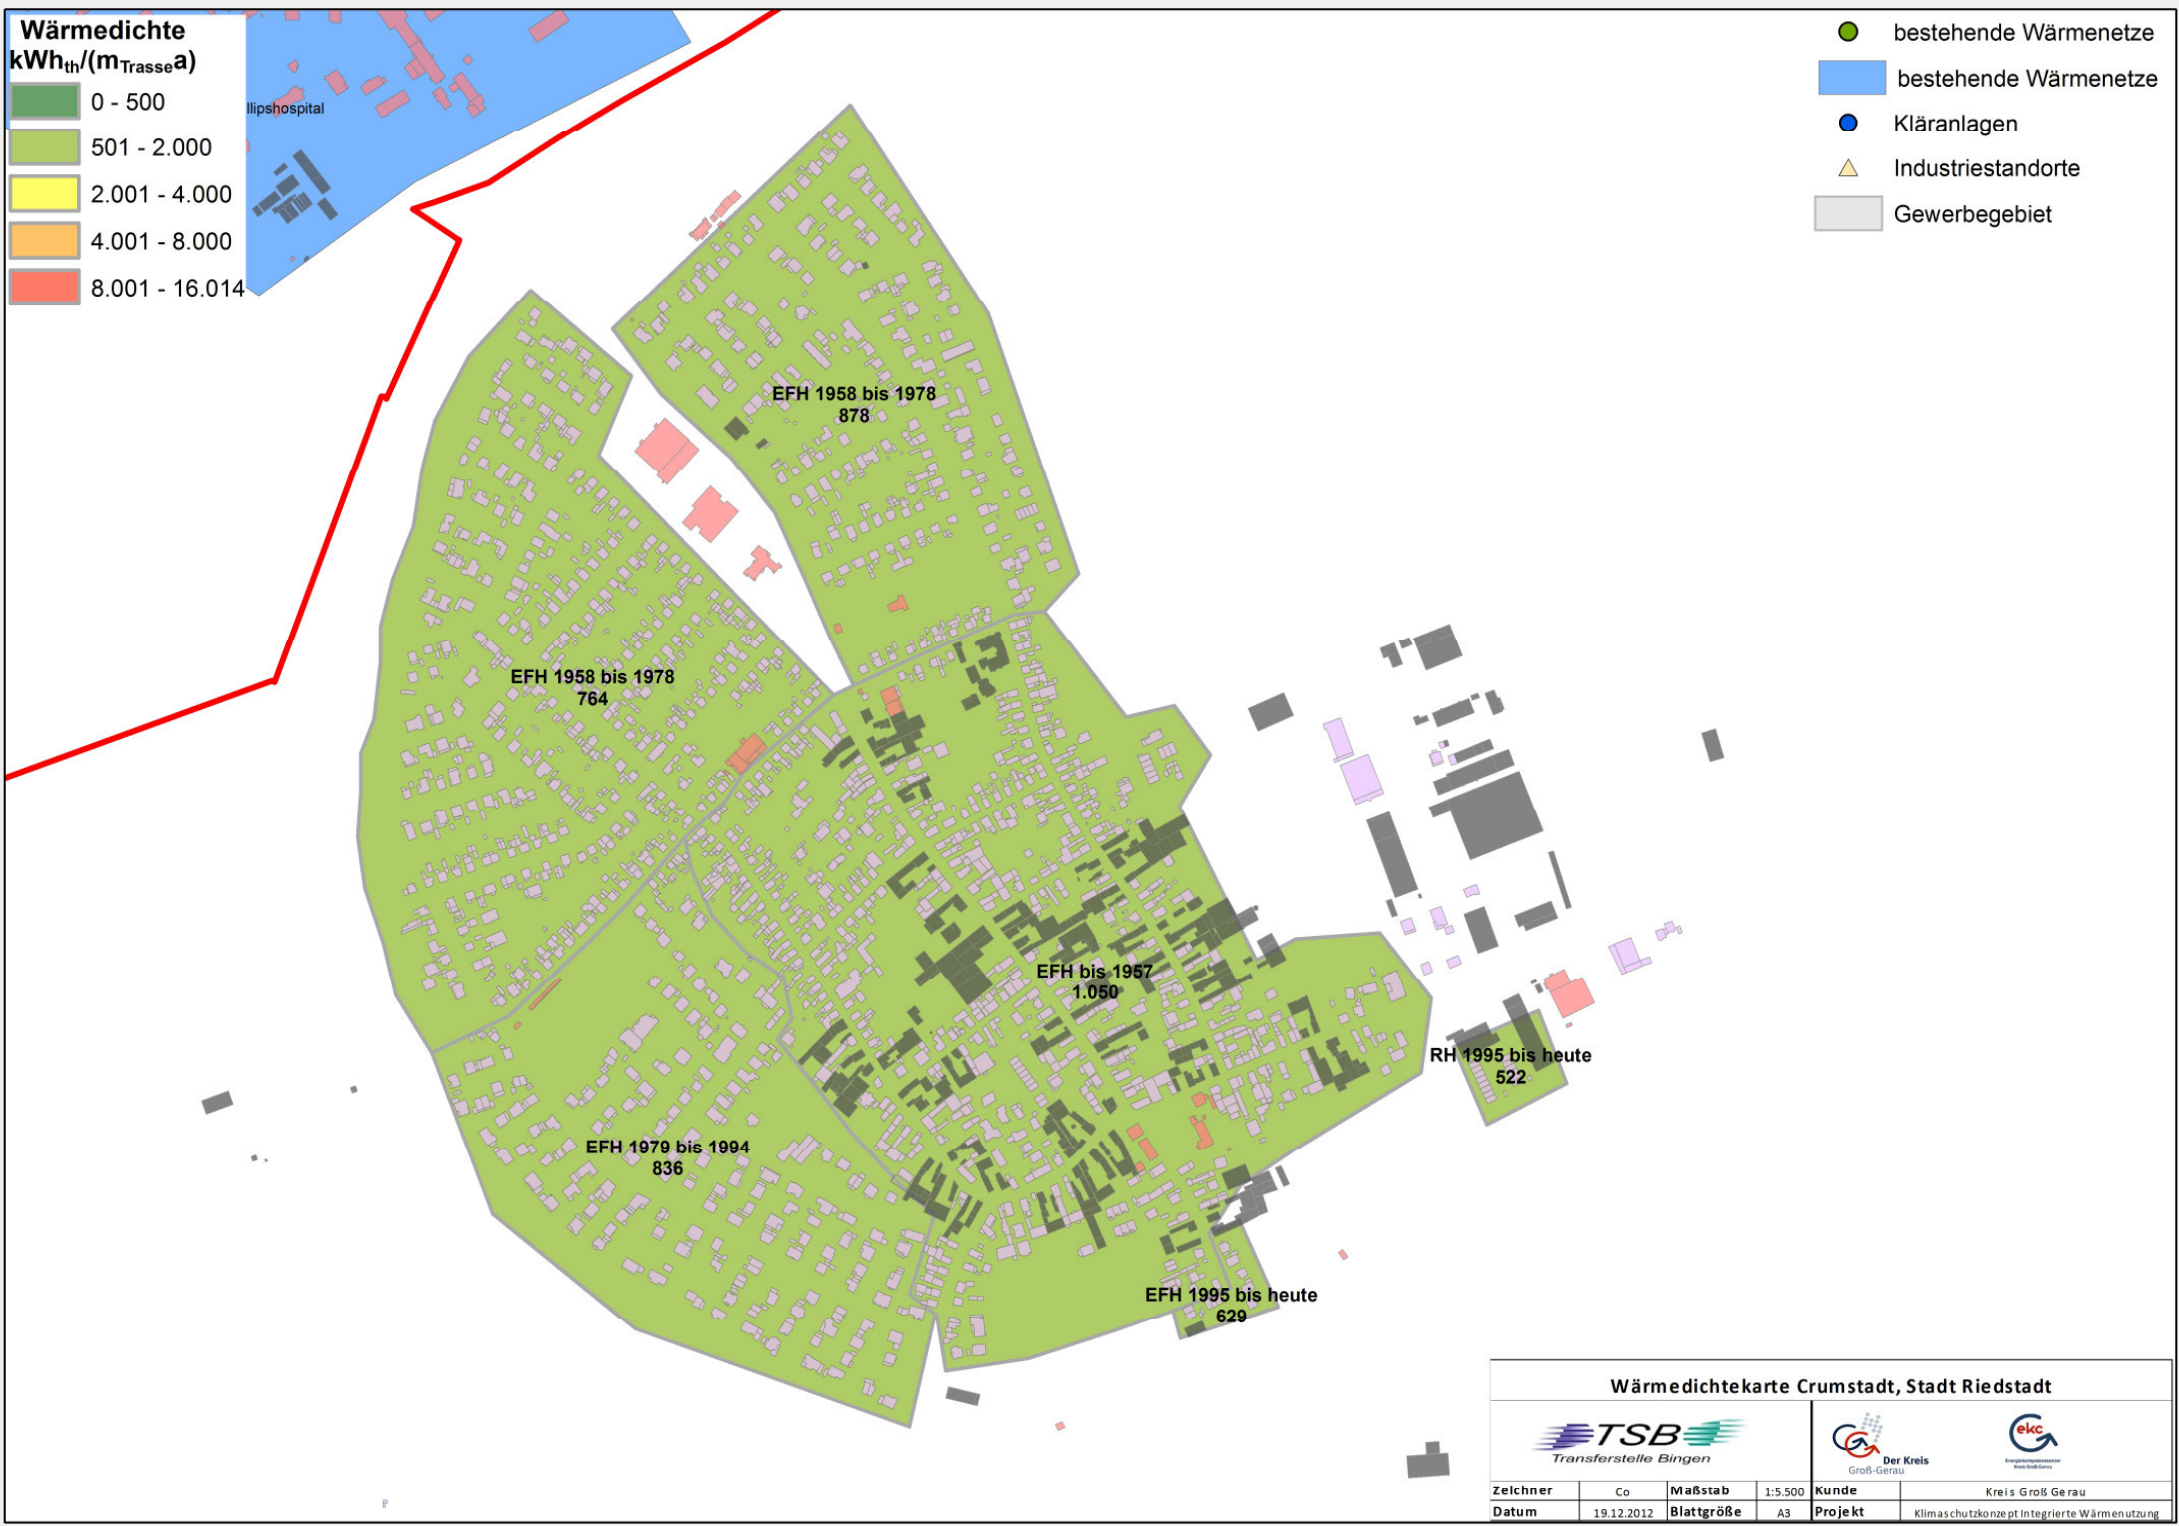 Wärmedichte
kWhth/(mTrassea)
0 - 500
501 - 2.000
2.001 - 4.000
4.001 - 8.000
8.001 - 16.014
llipshospital
bestehende Wärmenetze
bestehende Wärmenetze
Kläranlagen
Industriestandorte
Gewerbegebiet
EFH 1958 bis 1978
878
EFH 1958 bis 1978
764
EFH bis 1957
1.050
RH 1995 bis heute
522
EFH 1979 bis 1994
836
EFH 1995 bis heute
629
Wärmedichtekarte Crumstadt, Stadt Riedstadt
TSB
Transferstelle Bingen
Der Kreis
Groß-Gerau
ekc
Energiekompetenzcenter
Kreis Groß-Gerau
Zeichner Co Maßstab 1:5.500 Kunde Kreis Groß Gerau
Datum 19.12.2012 Blattgröße A3 Projekt Klimaschutzkonzept Integrierte Wärmenutzung